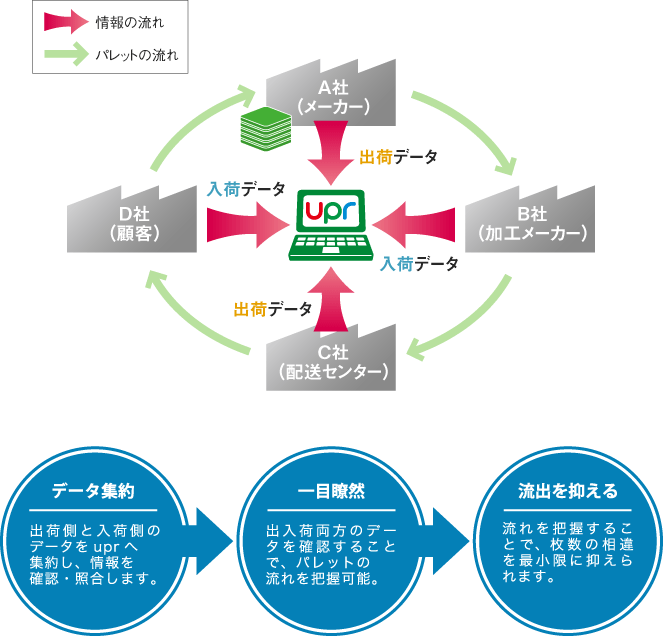 情報の流れ
パレットの流れ
A社
（メーカー）
出荷データ
入荷データ
D社
（顧客）
upr
B社
（加工メーカー）
入荷データ
出荷データ
C社
（配送センター）
データ集約
出荷側と入荷側の
データをuprへ
集約し、情報を
確認・照合します。
一目瞭然
出入荷両方のデー
タを確認すること
で、パレットの
流れを把握可能。
流出を抑える
流れを把握するこ
とで、枚数の相違
を最小限に抑えら
れます。